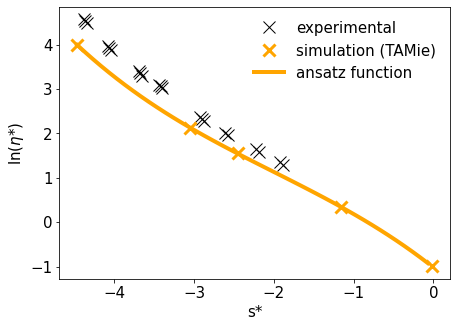 experimental
simulation (TAMie)
ansatz function
ln(η*)
4
3
2
1
0
−1
−4
−3
−2
−1
0
s*